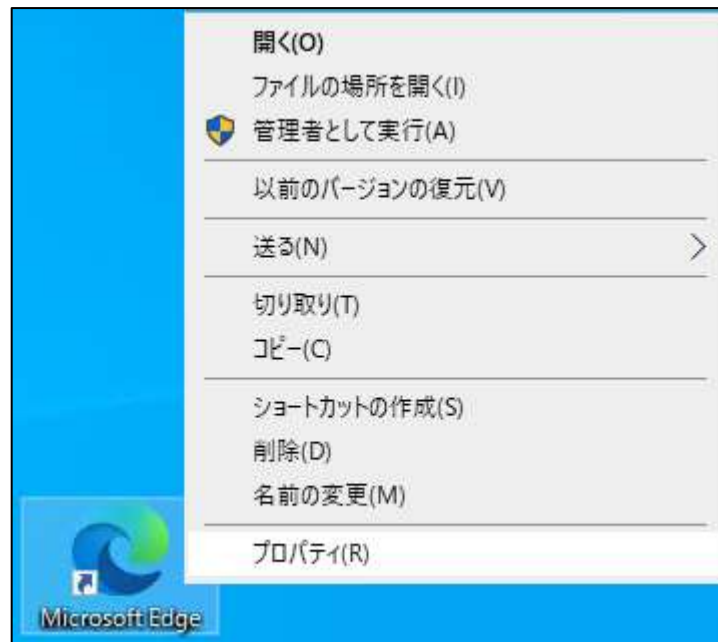 開く(O)
ファイルの場所を開く(I)
管理者として実行(A)
以前のバージョンの復元(V)
送る(N)
切り取り(T)
コピー(C)
ショートカットの作成(S)
削除(D)
名前の変更(M)
プロパティ(R)
Microsoft Edge